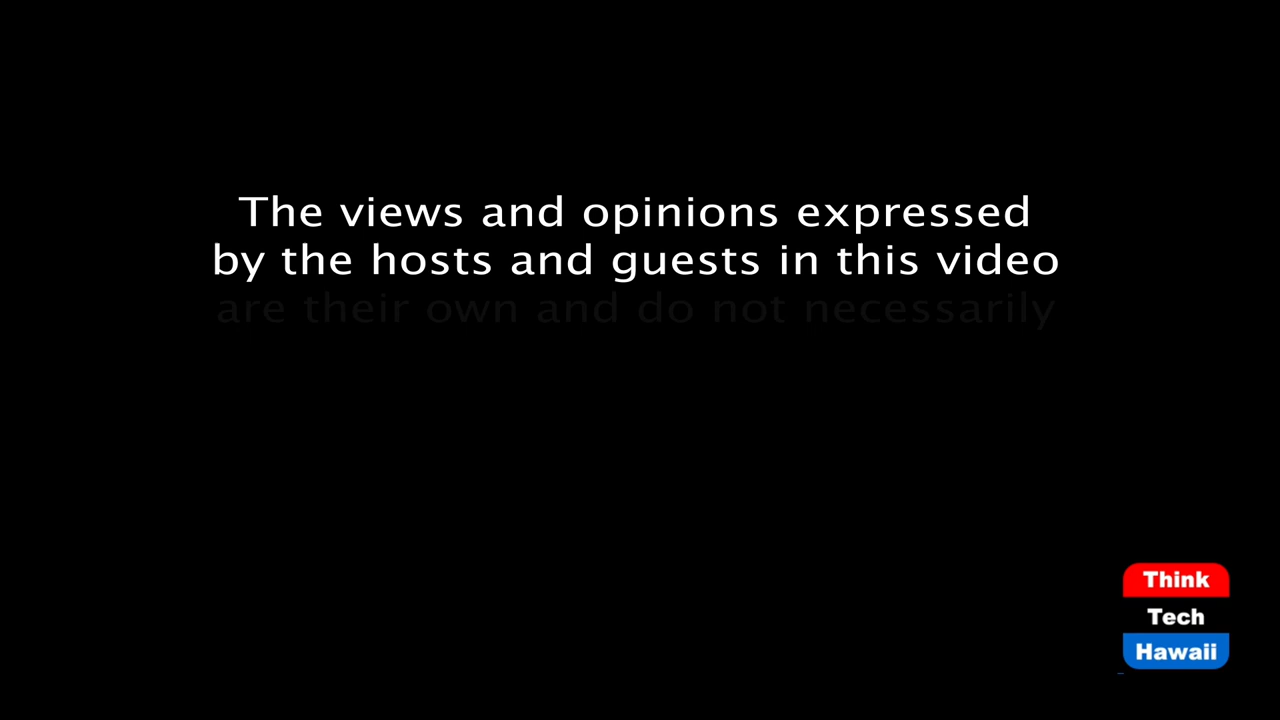 The views and opinions expressed
by the hosts and guests in this video
are their own and do not necessarily
Think
Tech
Hawaii